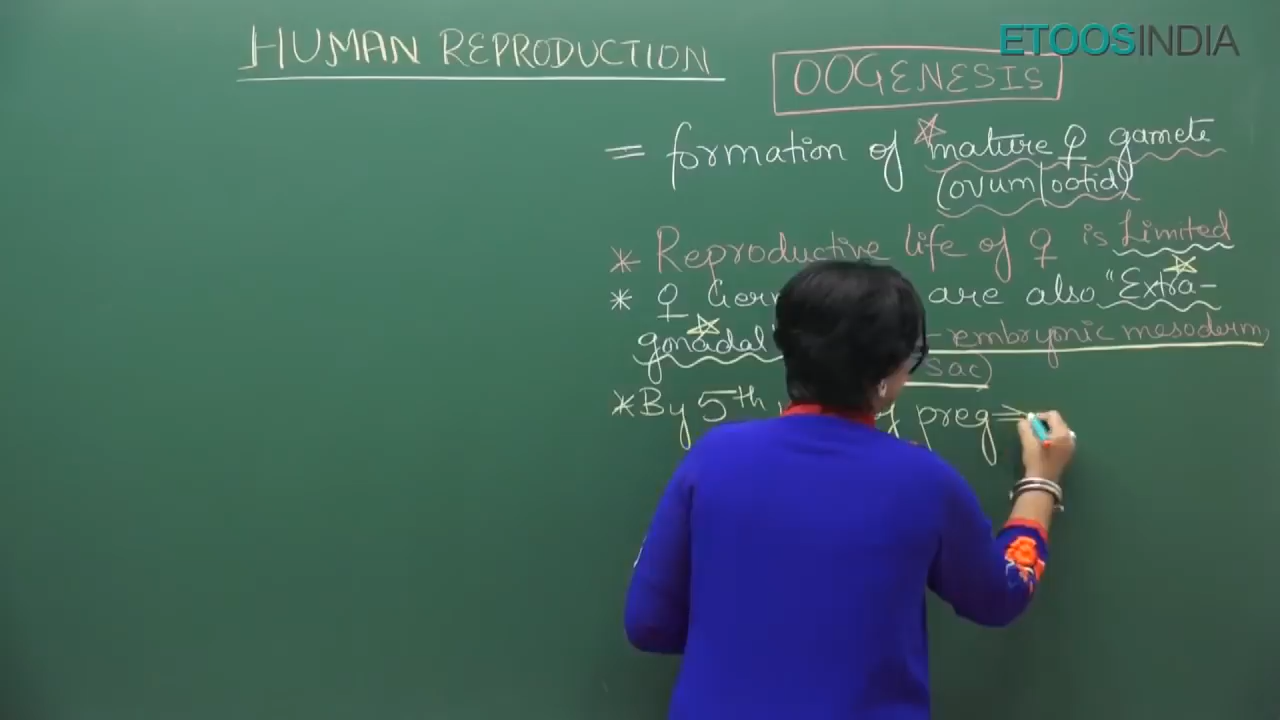 HUMAN REPRODUCTION
ETOOSINDIA
OOGENESIS
= formation of mature ♀ gamete
(ovum/ootid)
* Reproductive life of ♀ is Limited
* ♀ are also "Extra-
gonadal - embryonic mesoderm,
sac)
* By 5th of preg ⇒